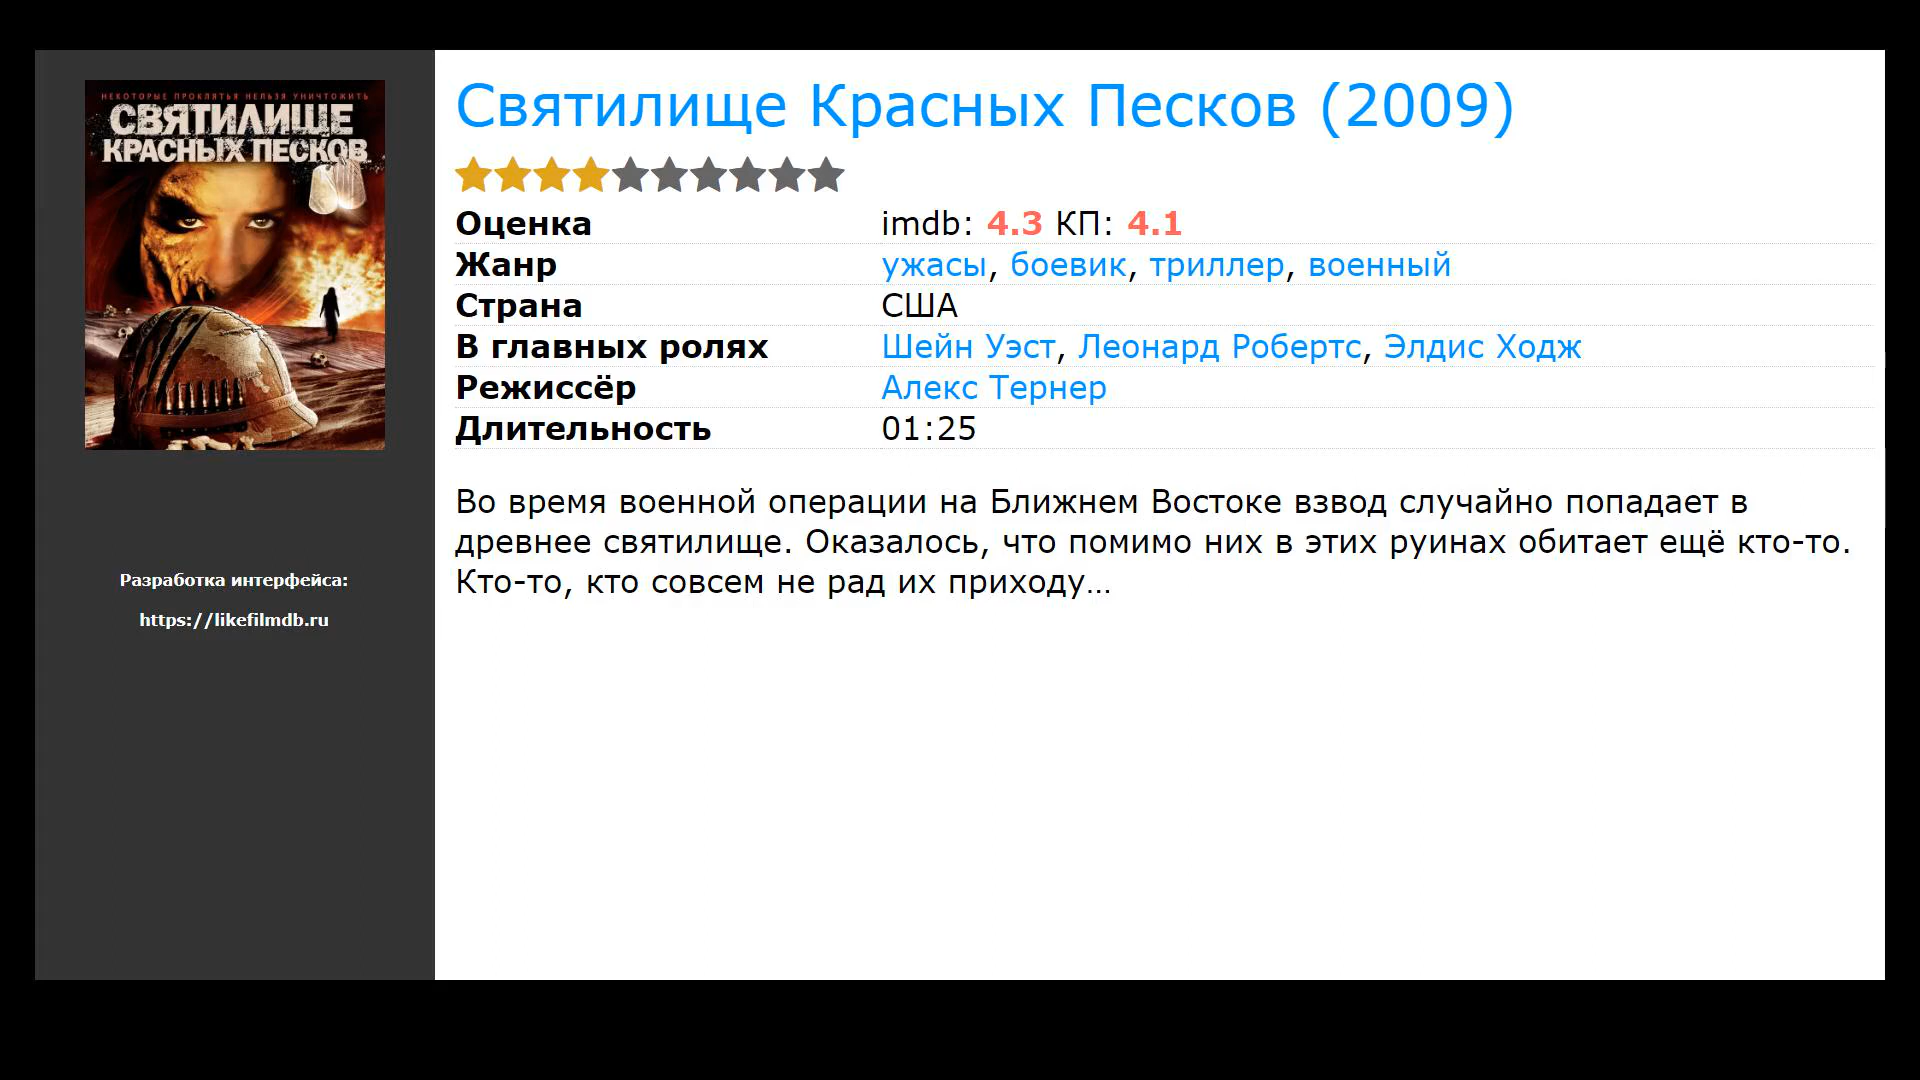 НЕКОТОРЫЕ ПРОКЛЯТЬЯ НЕЛЬЗЯ УНИЧТОЖИТЬ
СВЯТИЛИЩЕ
КРАСНЫХ ПЕСКОВ
Разработка интерфейса:
https://likefilmdb.ru
Святилище Красных Песков (2009)
Оценка imdb: 4.3 КП: 4.1
Жанр ужасы, боевик, триллер, военный
Страна США
В главных ролях Шейн Уэст, Леонард Робертс, Элдис Ходж
Режиссёр Алекс Тернер
Длительность 01:25
Во время военной операции на Ближнем Востоке взвод случайно попадает в
древнее святилище. Оказалось, что помимо них в этих руинах обитает ещё кто-то.
Кто-то, кто совсем не рад их приходу…